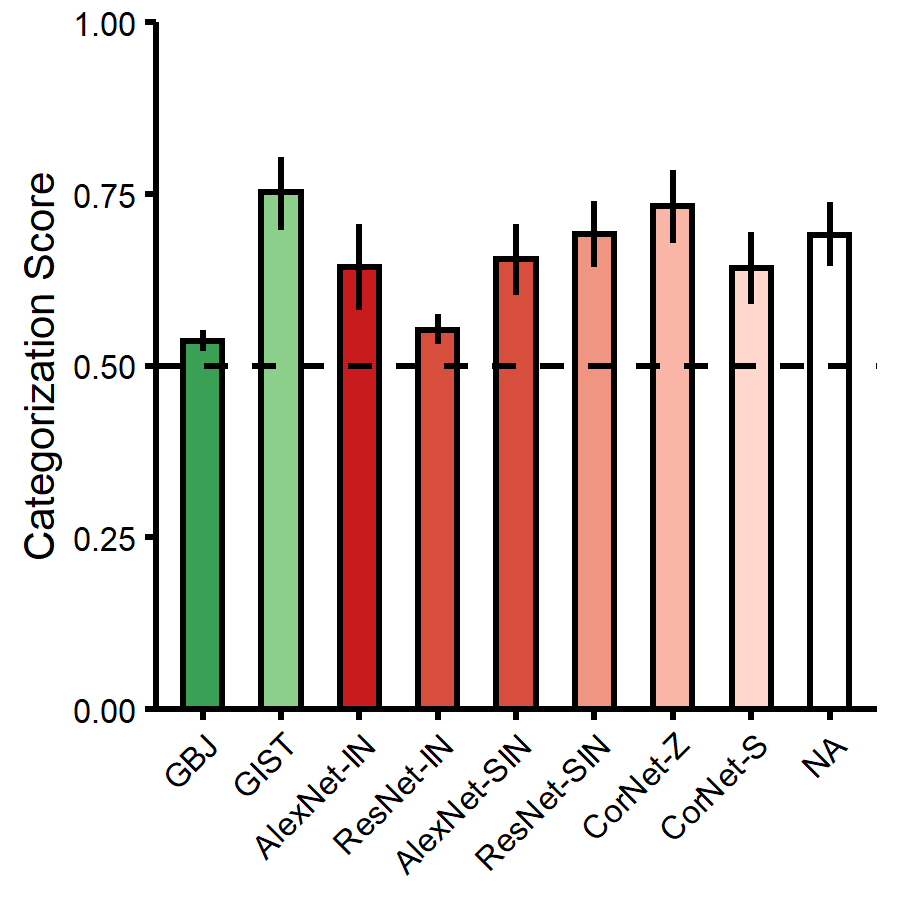 Categorization Score
1.00
0.75
0.50
0.25
0.00
GBJ
GIST
AlexNet-IN
ResNet-IN
AlexNet-SIN
ResNet-SIN
CorNet-Z
CorNet-S
NA